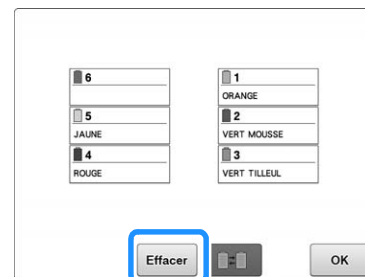 6
1
ORANGE
5
JAUNE
2
VERT MOUSSE
4
ROUGE
3
VERT TILLEUL
Effacer
OK